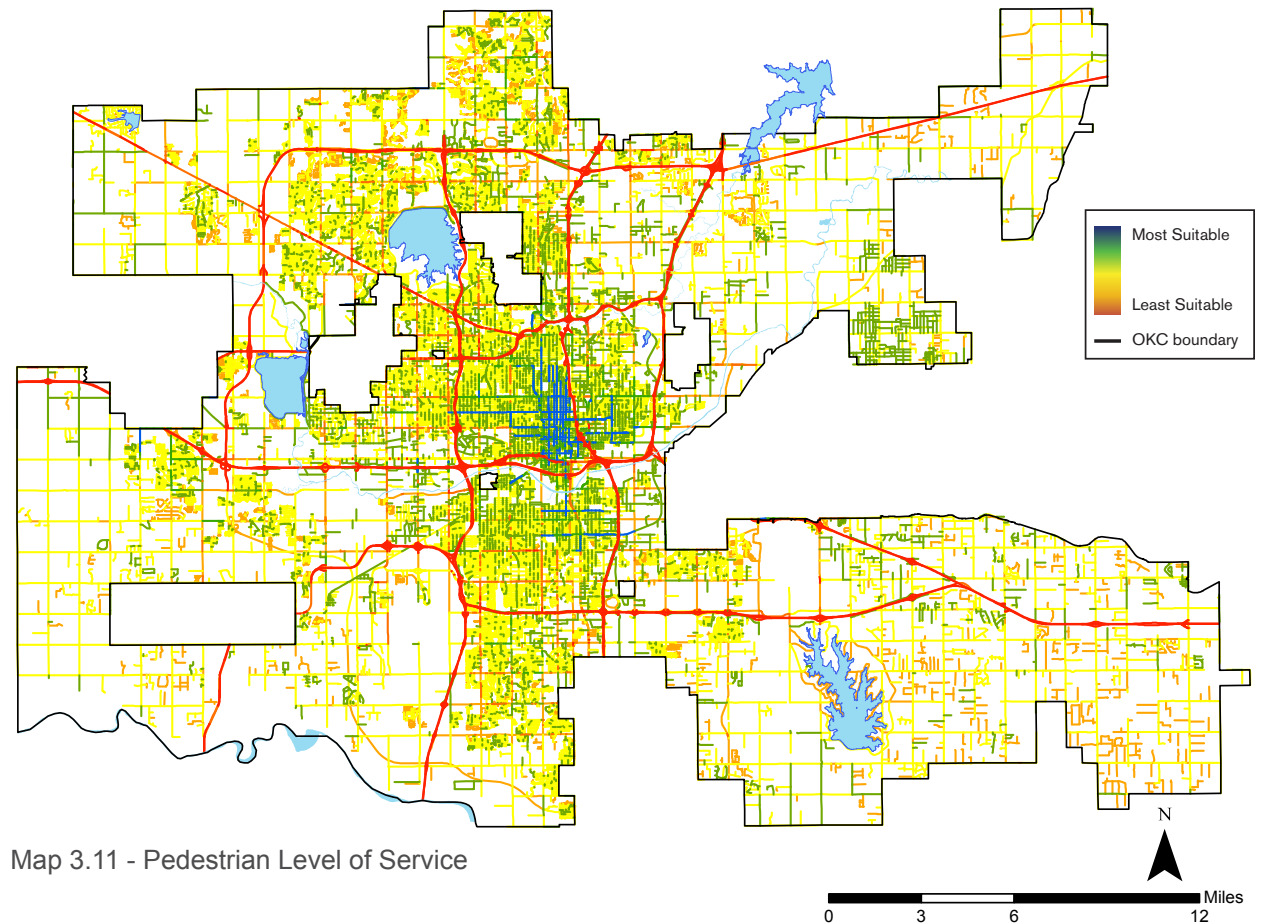 Most Suitable
Least Suitable
OKC boundary
Map 3.11 - Pedestrian Level of Service
N
Miles
0 3 6 12